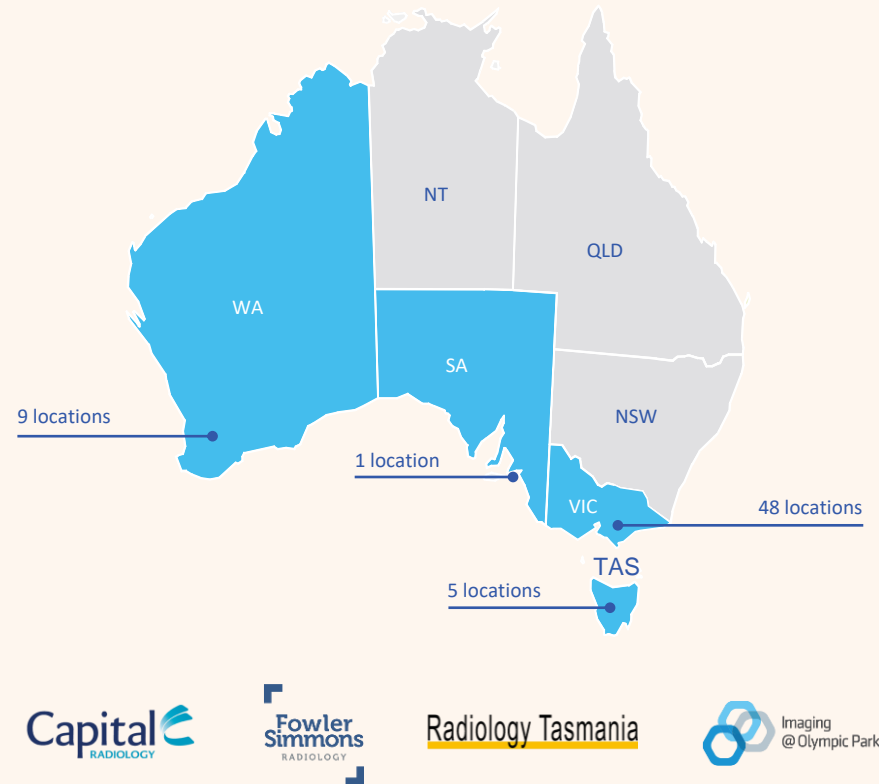 NT
QLD
WA
SA
NSW
9 locations
1 location
VIC
48 locations
TAS
5 locations
Capital
RADIOLOGY
Fowler
Simmons
RADIOLOGY
Radiology Tasmania
Imaging
@ Olympic Park